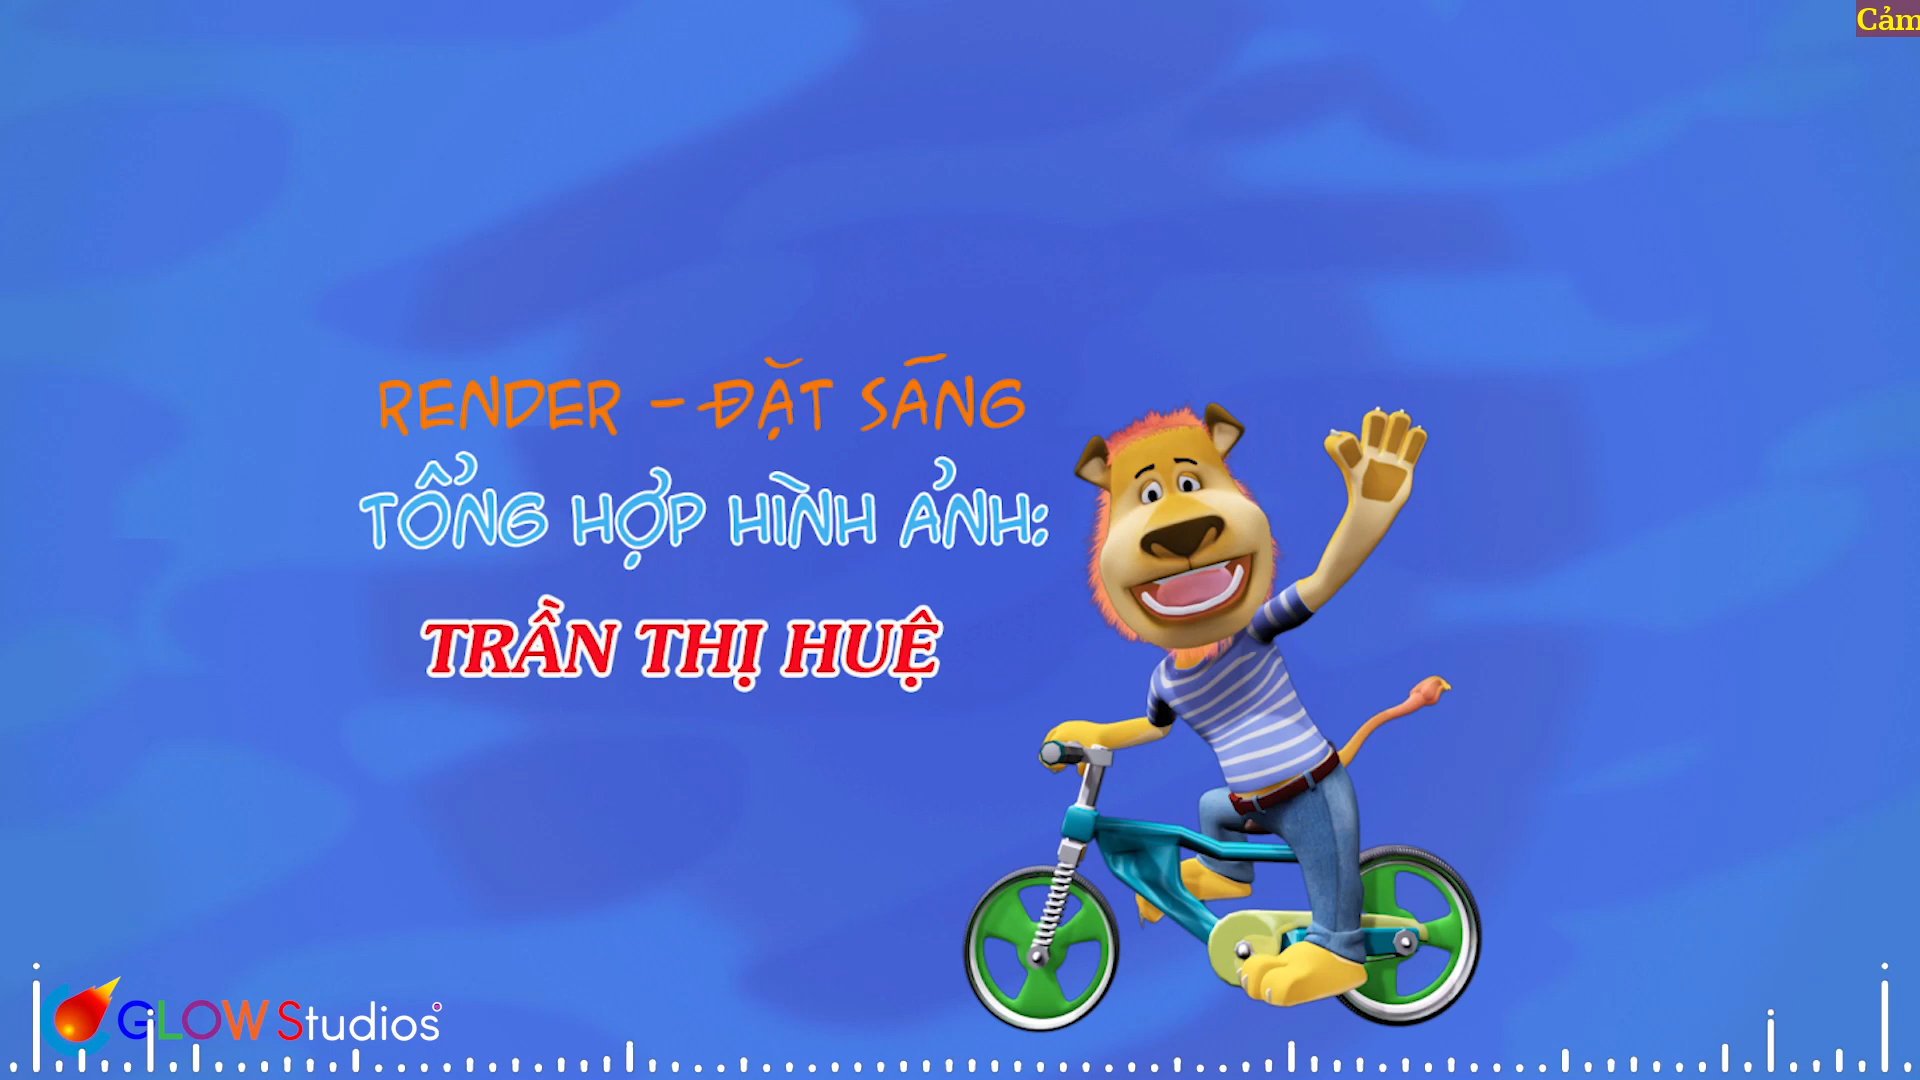 Cảm
RENDER - ĐẶT SÁNG
TỔNG HỢP HÌNH ẢNH:
TRẦN THỊ HUỆ
GLOW Studios